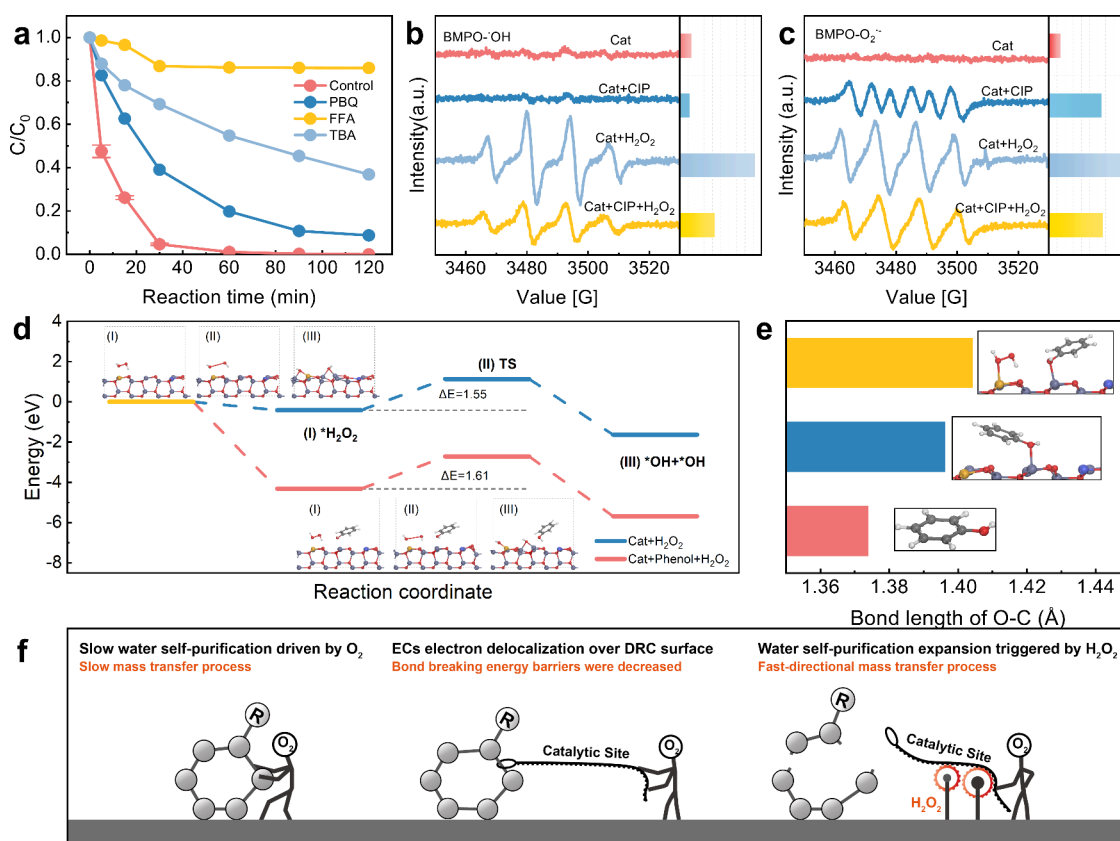 a
C/C0
1.0
0.8
0.6
0.4
0.2
0.0
Control
PBQ
FFA
TBA
0 20 40 60 80 100 120
Reaction time (min)
b
BMPO-·OH
Intensity(a.u.)
Cat
Cat+CIP
Cat+H2O2
Cat+CIP+H2O2
3460 3480 3500 3520
Value [G]
c
BMPO-O2·−
Intensity (a.u.)
Cat
Cat+CIP
Cat+H2O2
Cat+CIP+H2O2
3460 3480 3500 3520
Value [G]
d
Energy (eV)
4
2
0
-2
-4
-6
-8
(I)
(II)
(III)
(II) TS
ΔE=1.55
(I) *H2O2
(III) *OH+*OH
ΔE=1.61
(I)
(II)
(III)
Cat+H2O2
Cat+Phenol+H2O2
Reaction coordinate
e
1.36 1.40 1.44
Bond length of O-C (Å)
f
Slow water self-purification driven by O2
Slow mass transfer process
R
O2
ECs electron delocalization over DRC surface
Bond breaking energy barriers were decreased
R
Catalytic Site
O2
Water self-purification expansion triggered by H2O2
Fast-directional mass transfer process
R
Catalytic Site
O2
H2O2